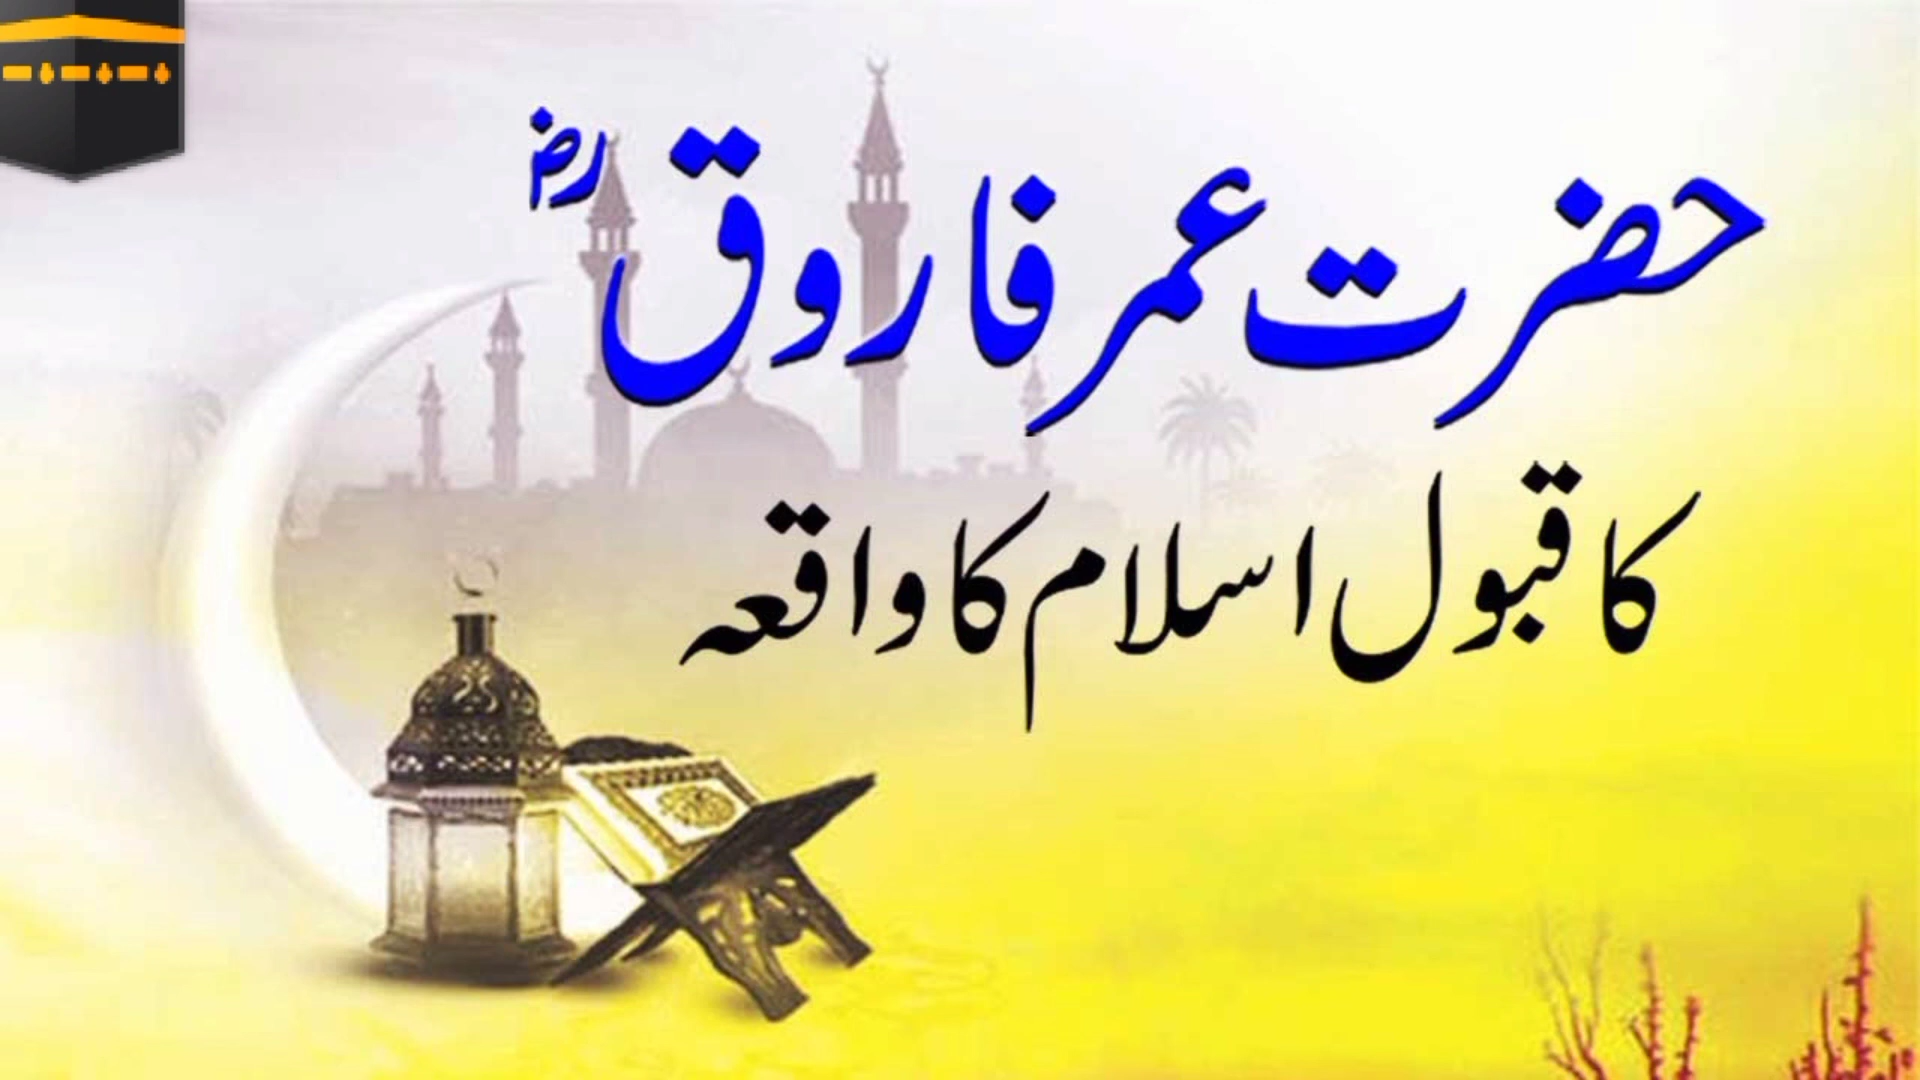 حضرت عمر فاروق رض
کا قبول اسلام کا واقعہ